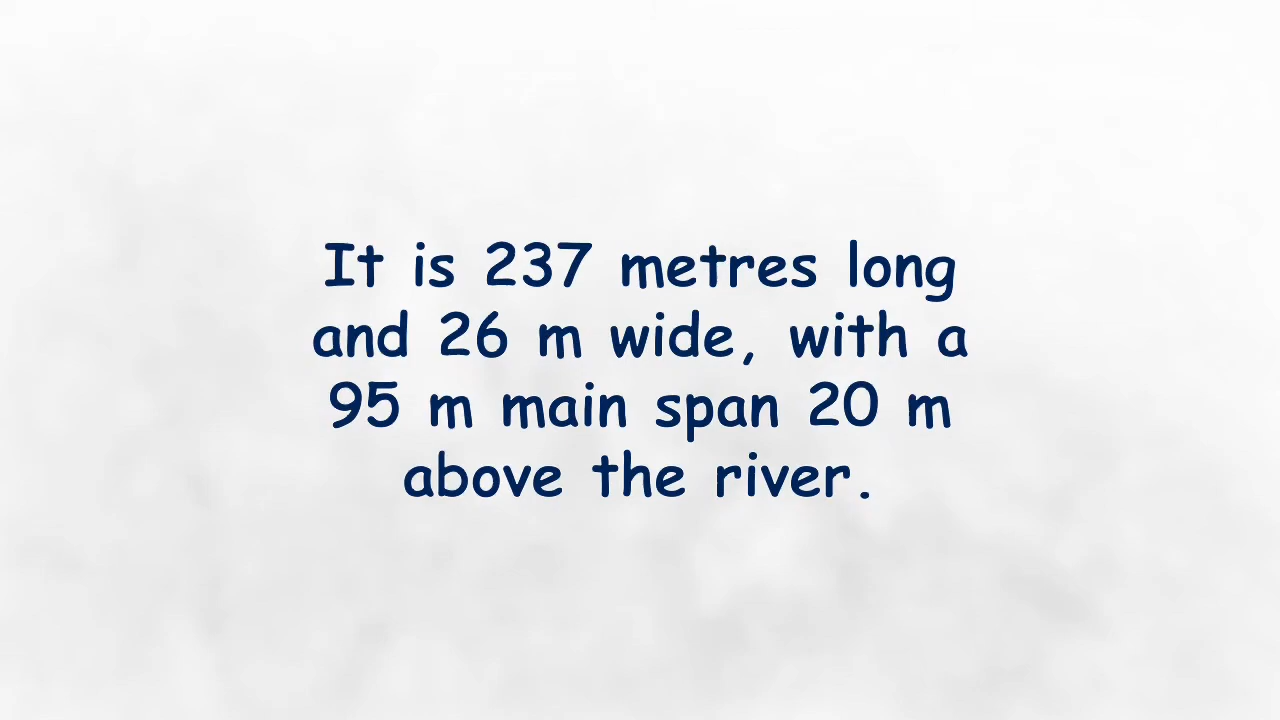 It is 237 metres long
and 26 m wide, with a
95 m main span 20 m
above the river.